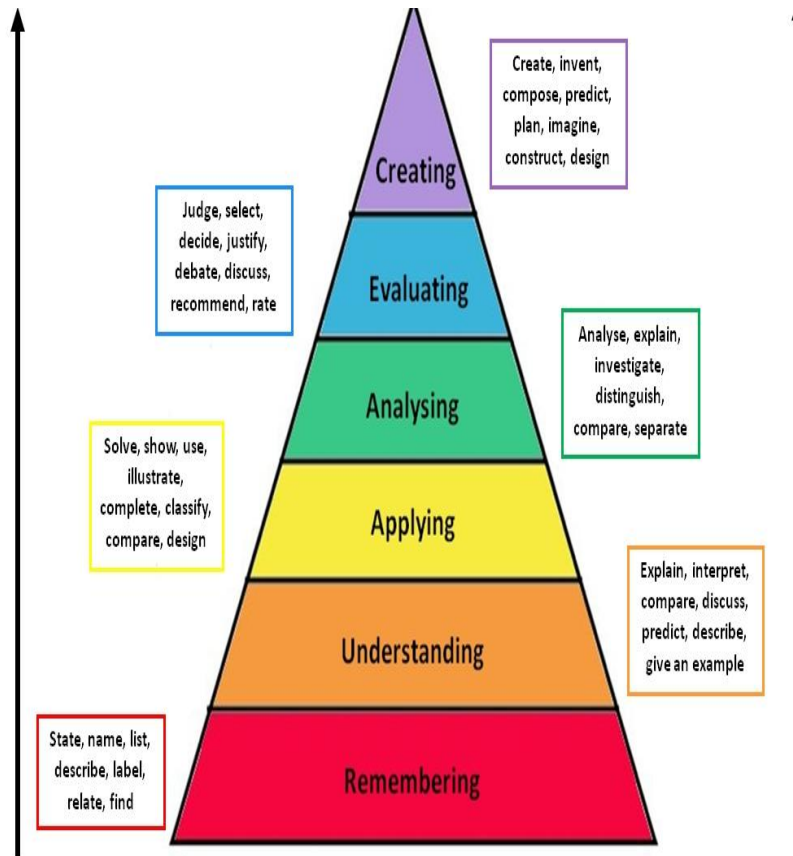 Create, invent,
compose, predict,
plan, imagine,
construct, design
Creating
Judge, select,
decide, justify,
debate, discuss,
recommend, rate
Evaluating
Analyse, explain,
investigate,
distinguish,
compare, separate
Analysing
Solve, show, use,
illustrate,
complete, classify,
compare, design
Applying
Explain, interpret,
compare, discuss,
predict, describe,
give an example
Understanding
State, name, list,
describe, label,
relate, find
Remembering